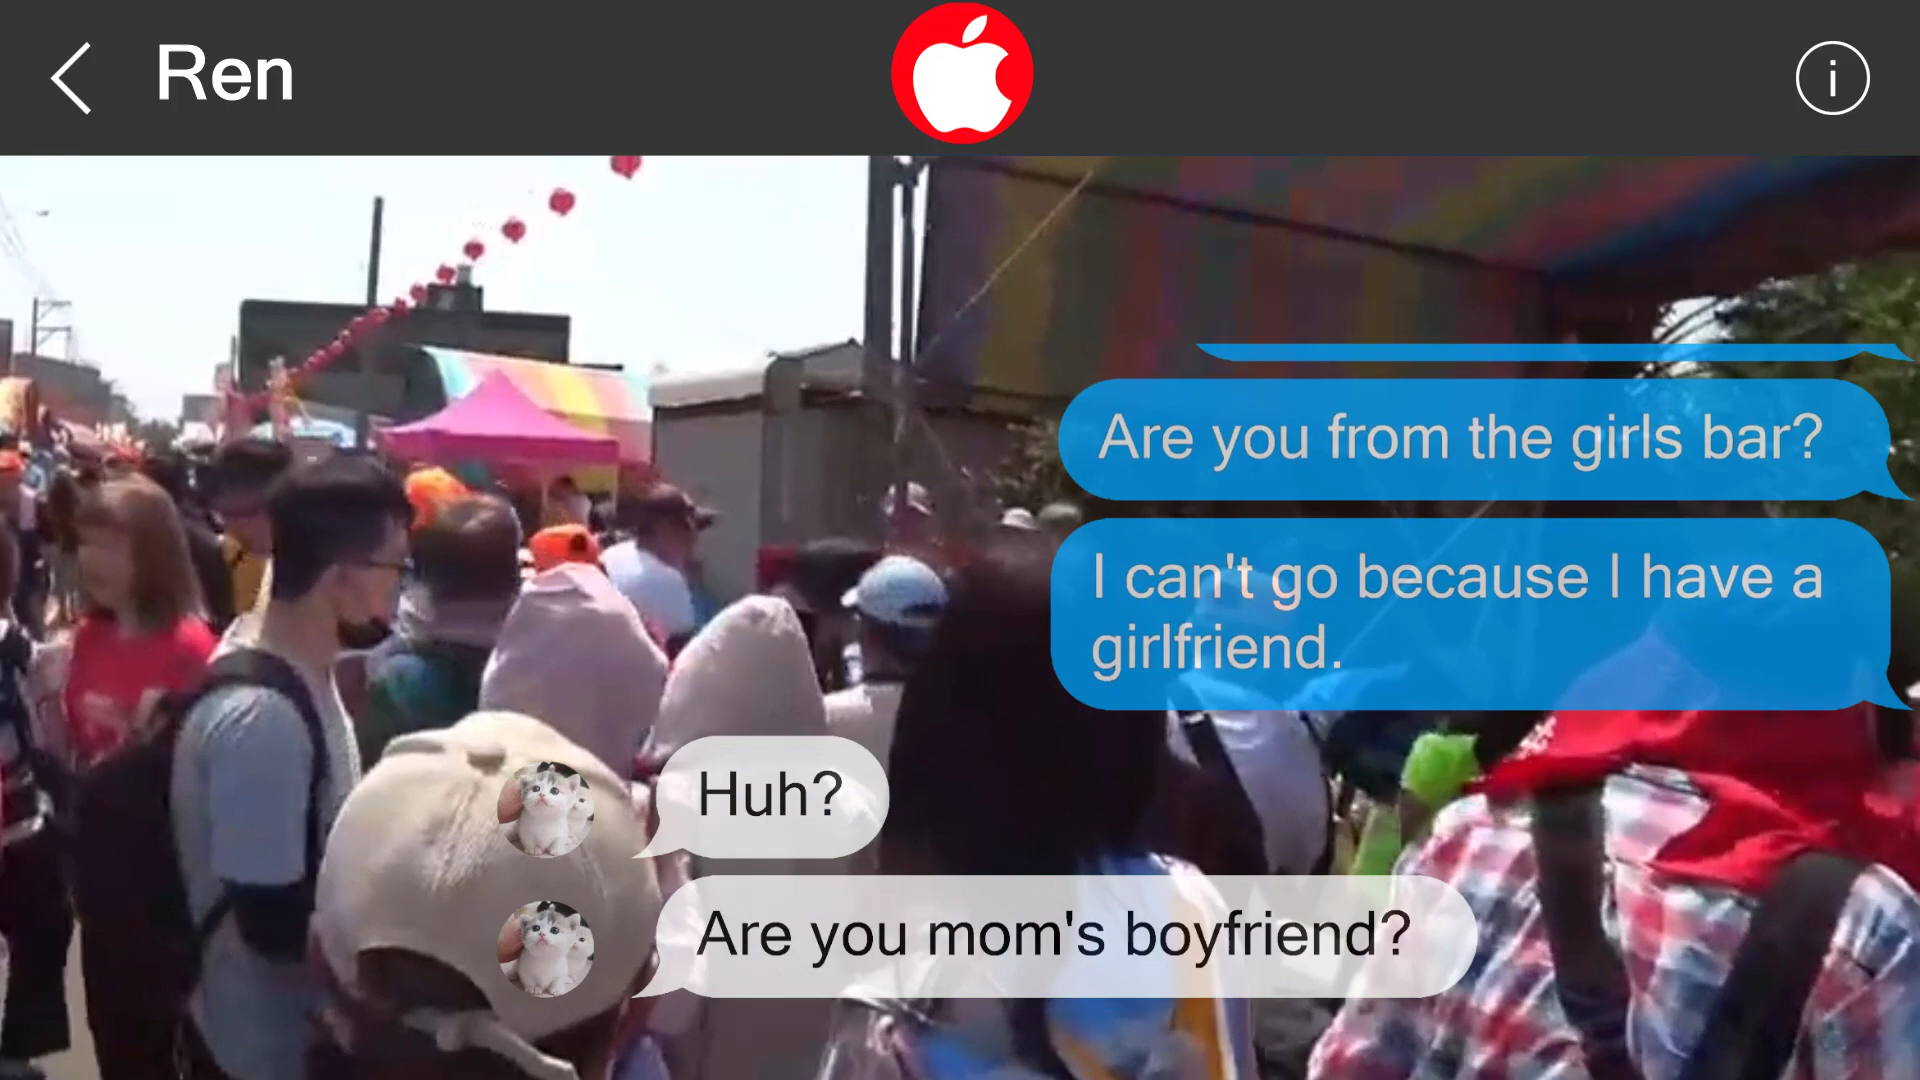 Ren
Are you from the girls bar?
I can't go because I have a
girlfriend.
Huh?
Are you mom's boyfriend?